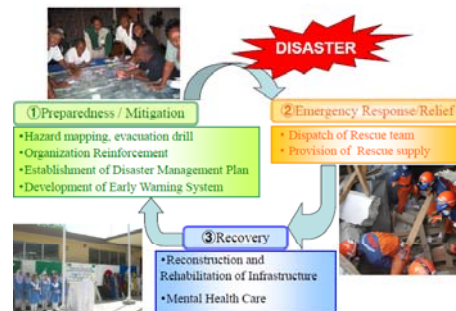 DISASTER
①Preparedness / Mitigation
•Hazard mapping, evacuation drill
•Organization Reinforcement
•Establishment of Disaster Management Plan
•Development of Early Warning System
②Emergency Response/Relief
・Dispatch of Rescue team
・Provision of Rescue supply
③Recovery
•Reconstruction and
Rehabilitation of Infrastructure
•Mental Health Care